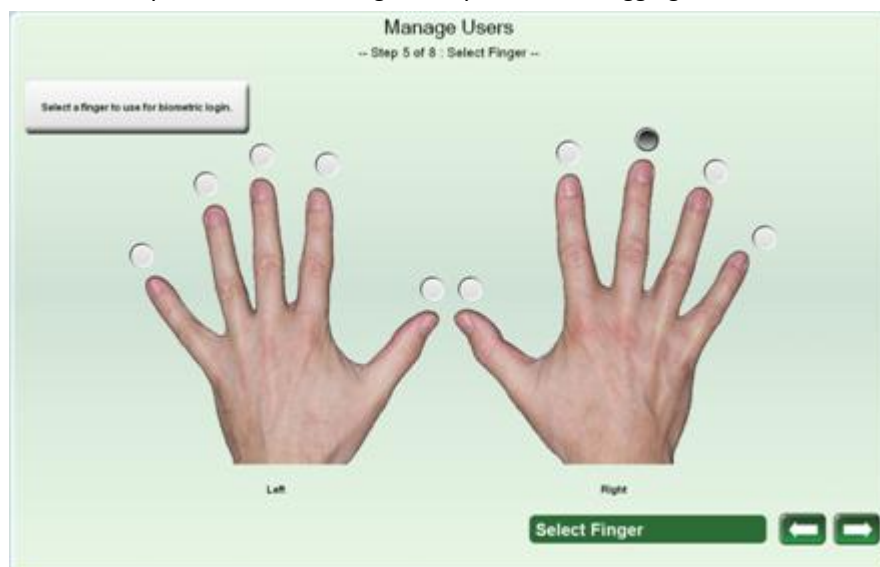 Manage Users
-- Step 5 of 8 : Select Finger --
Select a finger to use for biometric login.
Left
Right
Select Finger